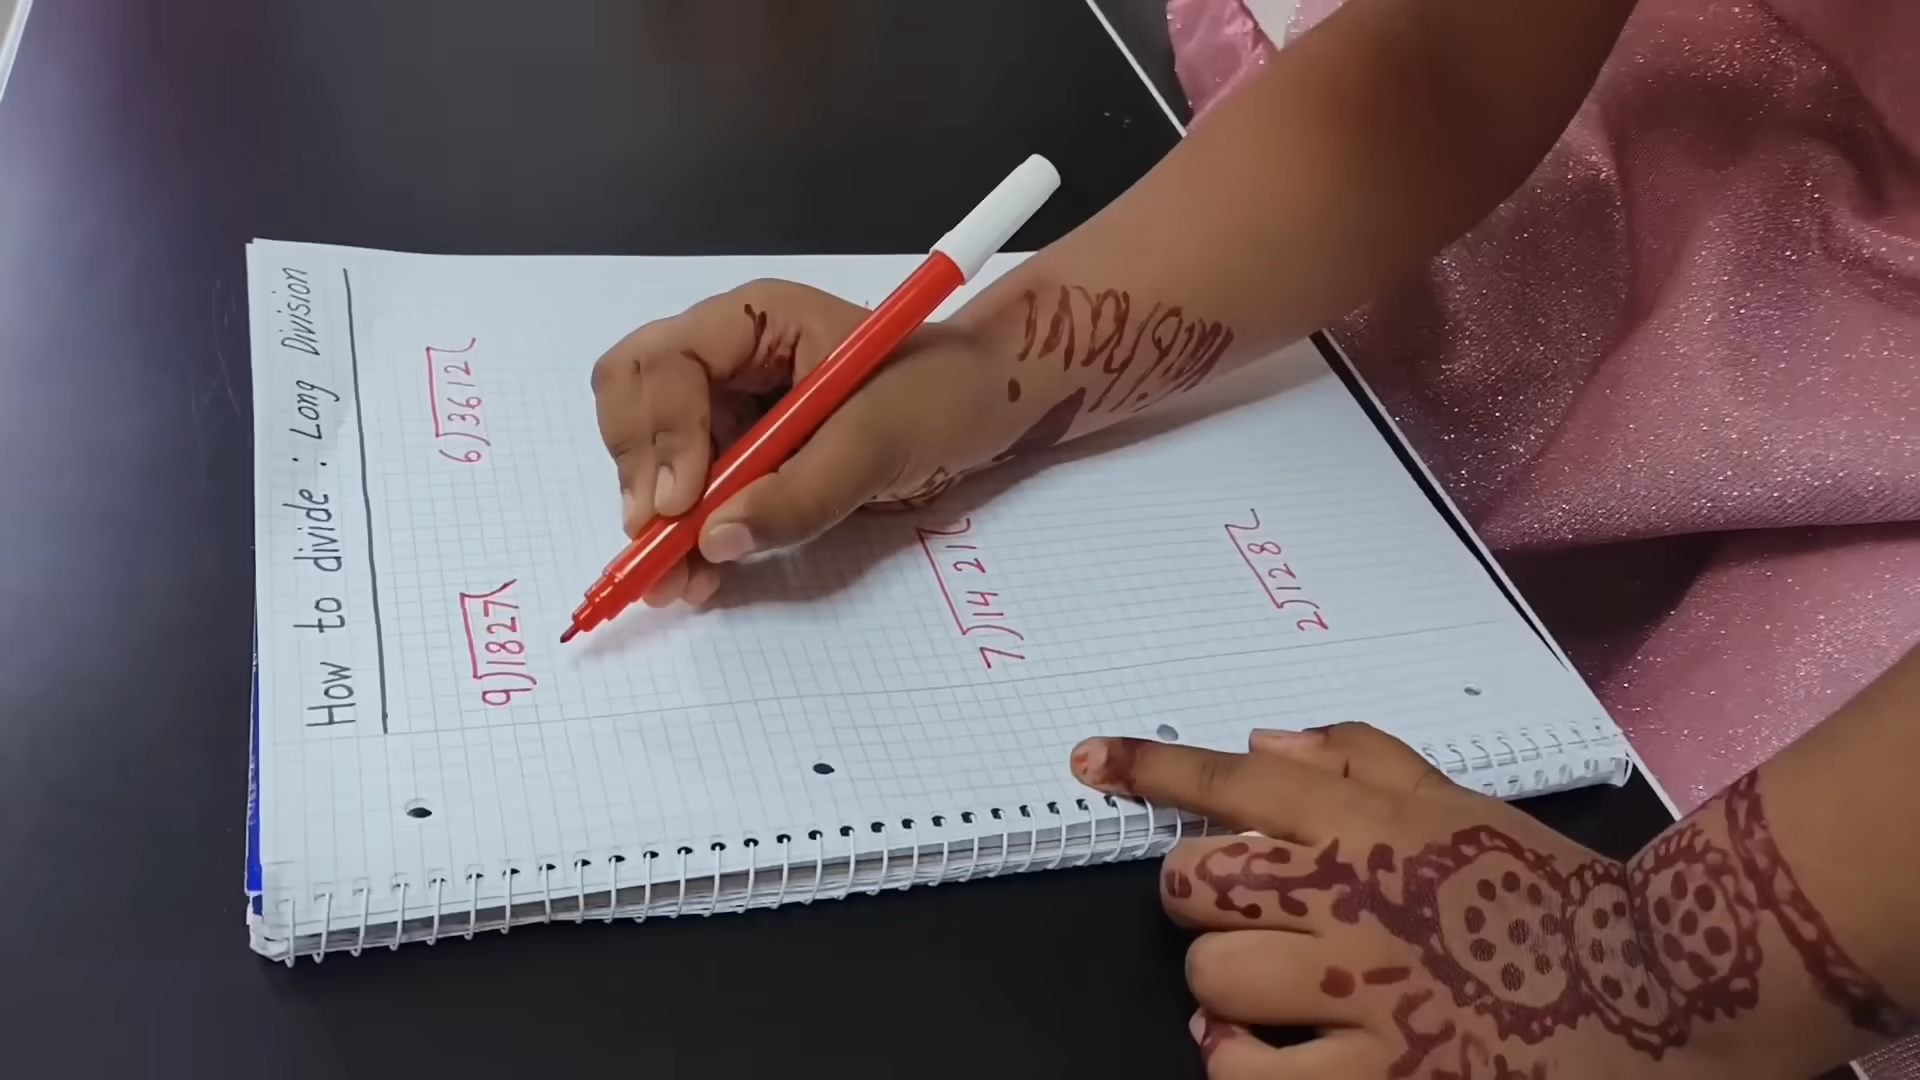 How to divide : Long Division
9)1827
6)3612
7)1421
2)128